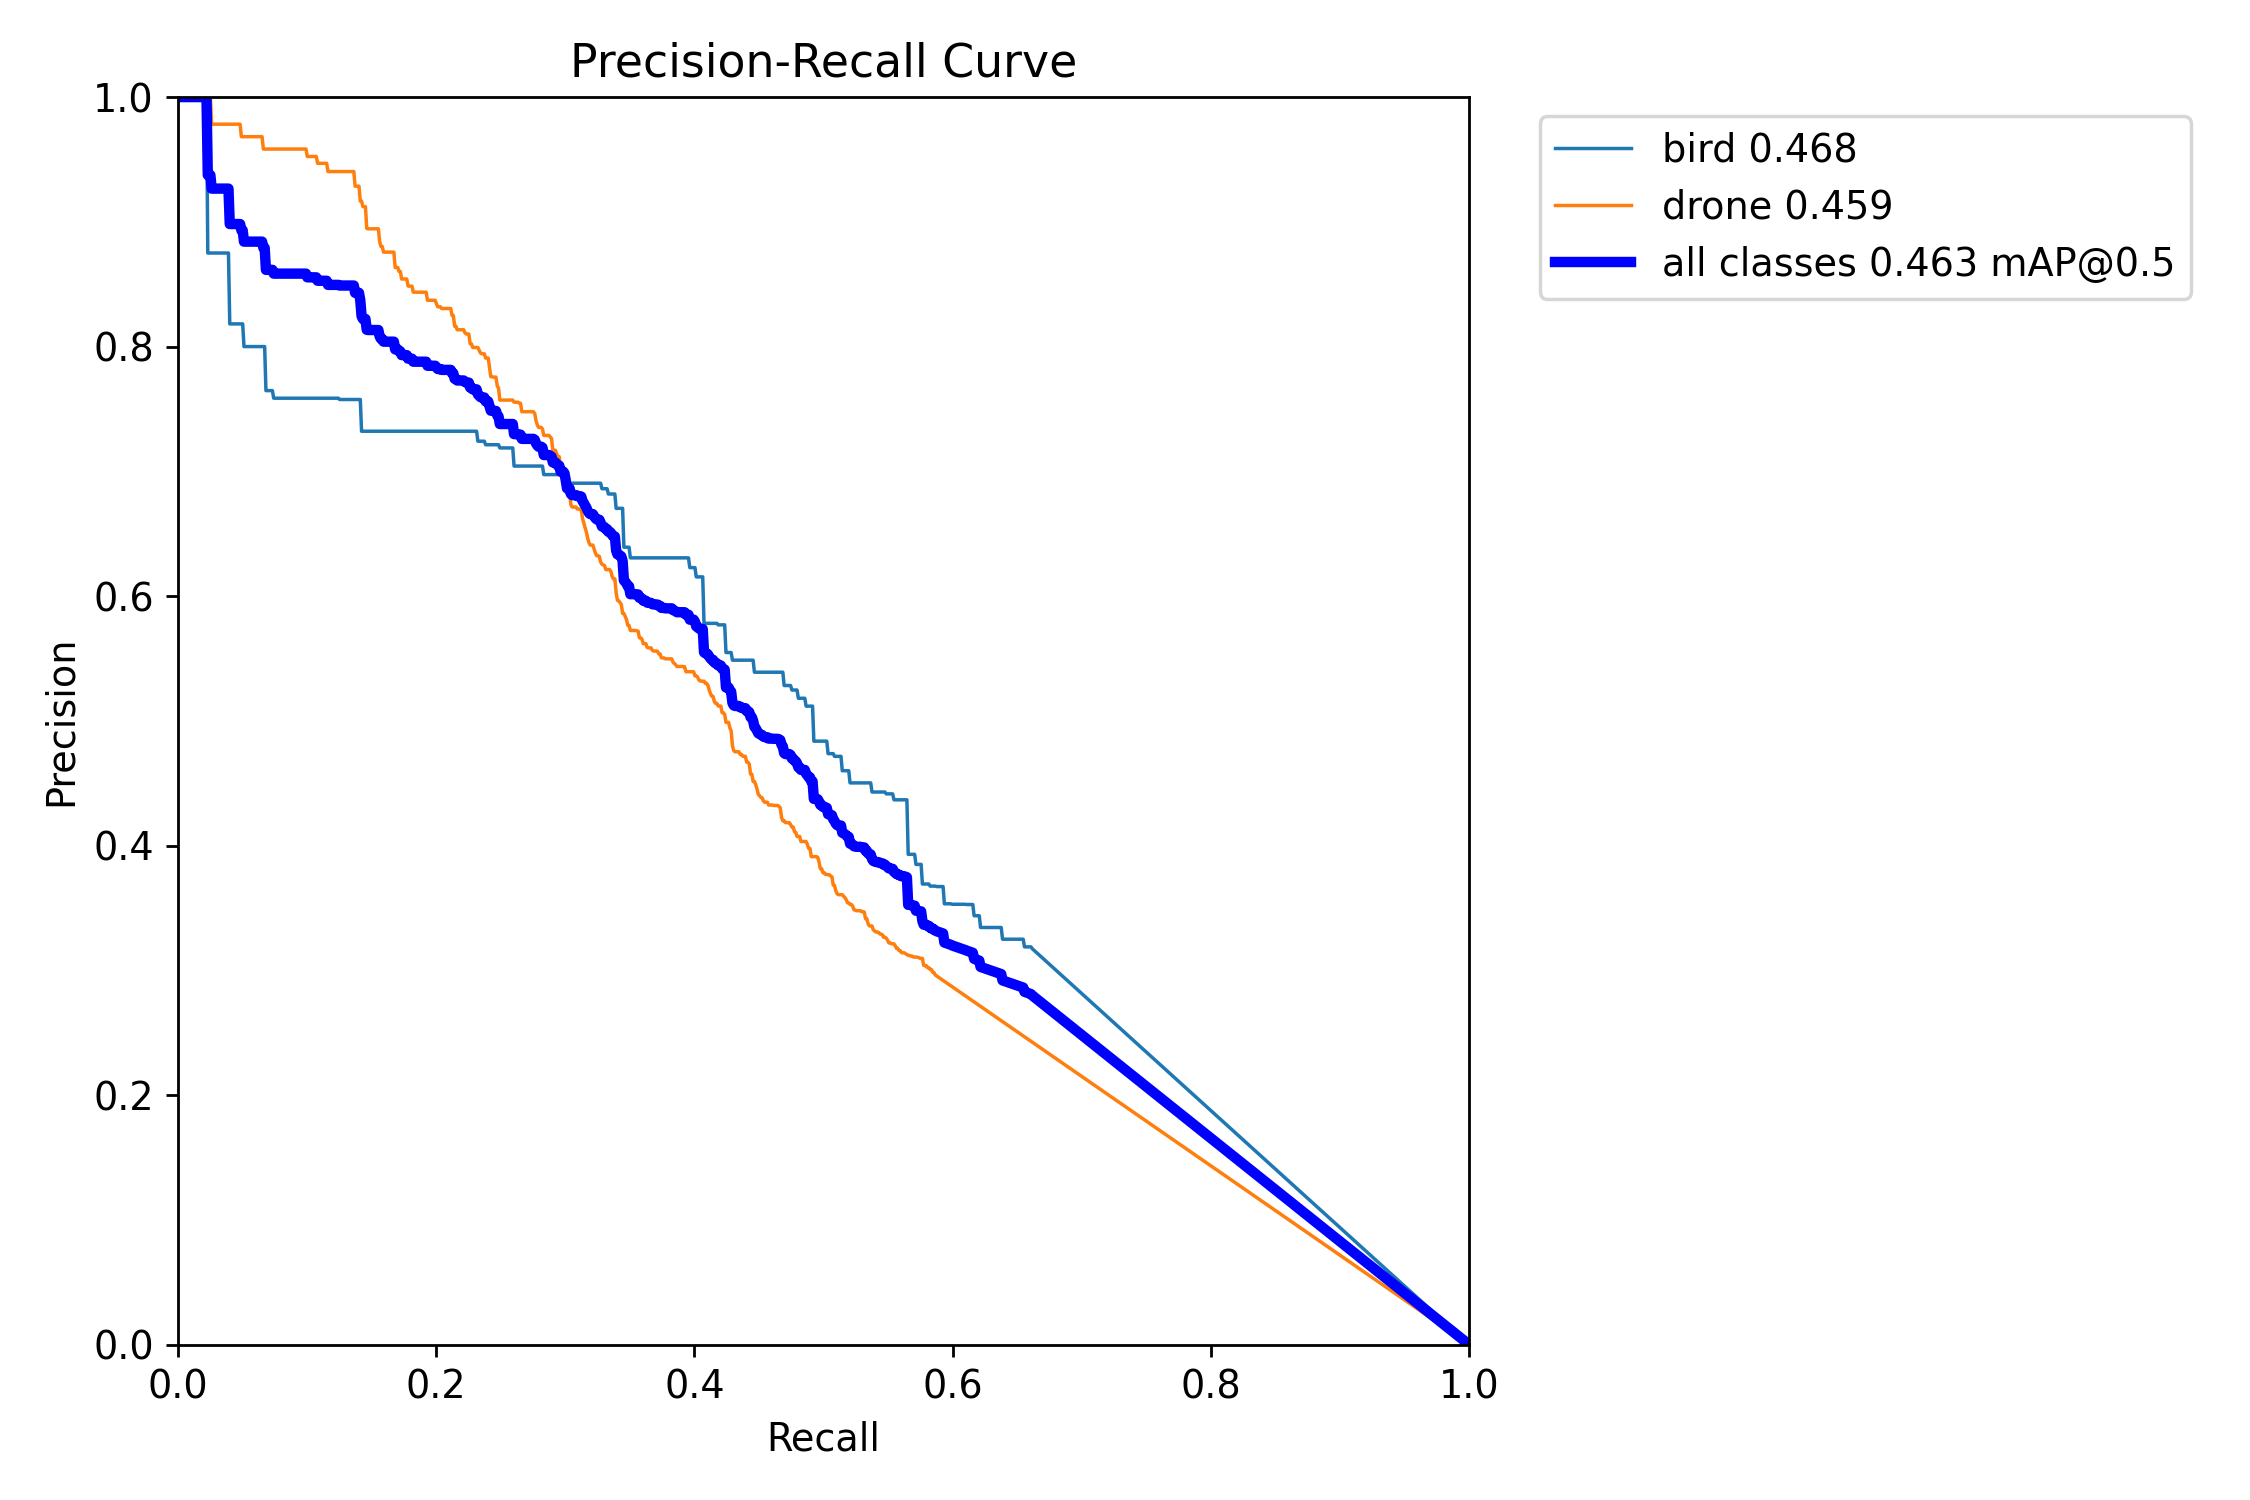 Precision-Recall Curve
1.0
0.8
0.6
0.4
0.2
0.0
Precision
0.0 0.2 0.4 0.6 0.8 1.0
Recall
bird 0.468
drone 0.459
all classes 0.463 mAP@0.5